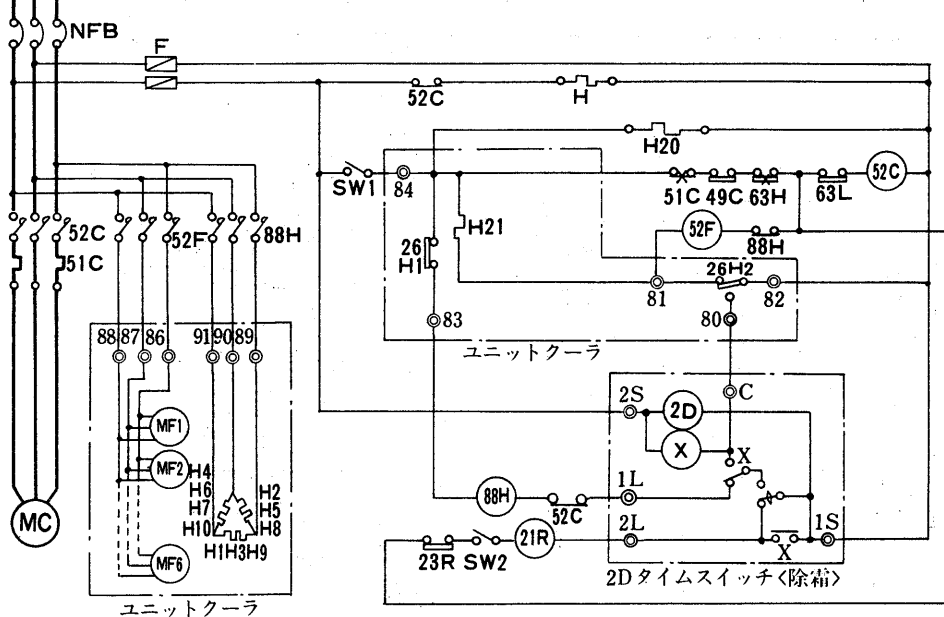 NFB
F
52C
H
H20
SW1
84
51C
49C
63H
63L
52C
52F
88H
26
H1
H21
26H2
81
82
83
80
ユニットクーラ
52C
52F
88H
51C
88
87
86
91
90
89
MF1
MF2
MF6
H4
H6
H7
H10
H2
H5
H8
H1
H3
H9
ユニットクーラ
MC
2S
2D
C
X
X
1L
88H
52C
2L
X
1S
23R
SW2
21R
2Dタイムスイッチ<除霜>